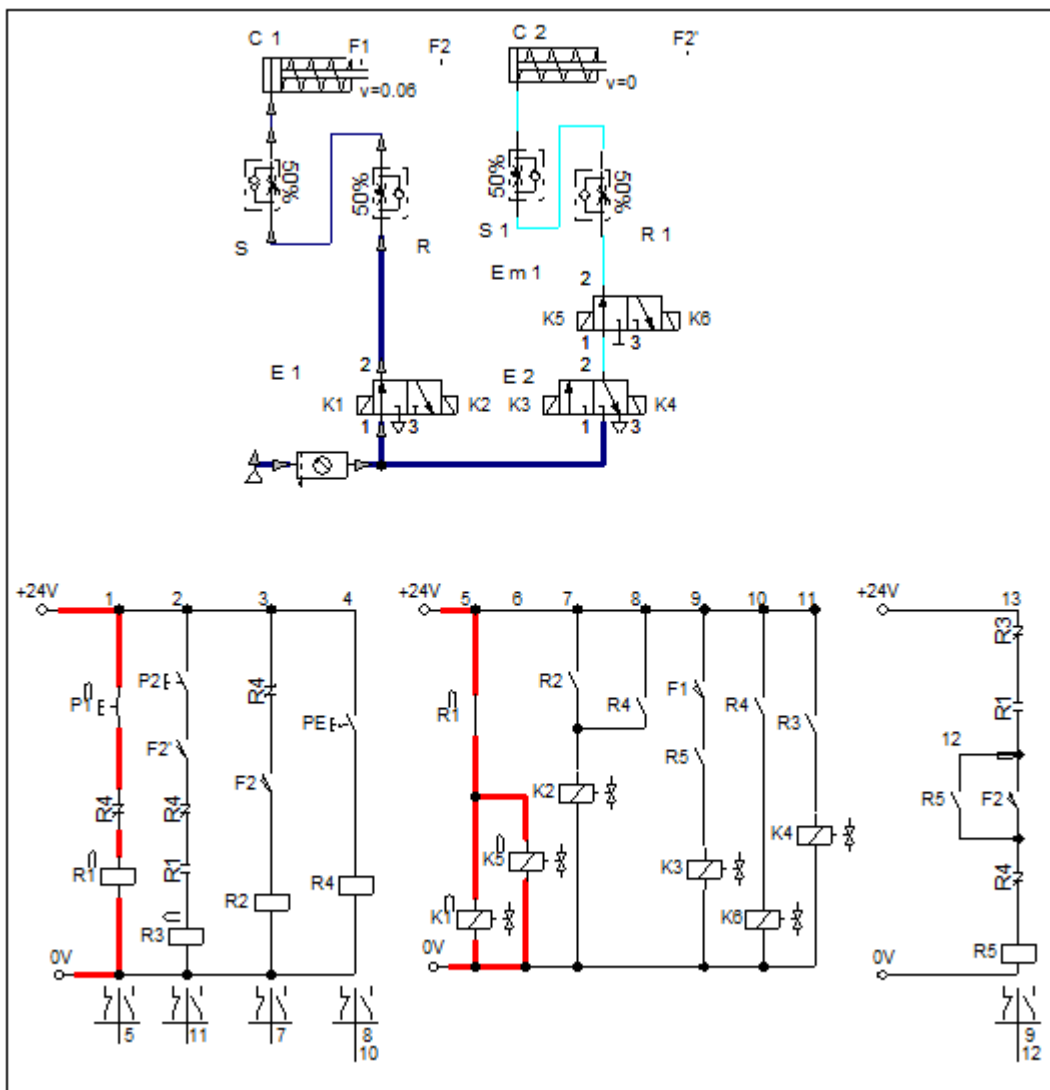 C 1 F1 F2 C 2 F2'
v=0.06 v=0
50% 50% 50% 50%
S R S 1 R 1
E m 1
2
K5 K6
1 3
E 1 2 E 2 2
K1 K2 K3 K4
1 3 1 3
+24V 1 2 3 4 +24V 5 6 7 8 9 10 11 +24V 13
R3
P1 P2 R4 PE R1 R2 R4 F1 R4 R3 R1
F2' F2 R5 12
R4 R4 K2 R5 F2
R1 R1 R2 R4 K5 K3 K4 R4
R3 K1 K6 R5
0V 0V 0V
5 11 7 8 9
10 12